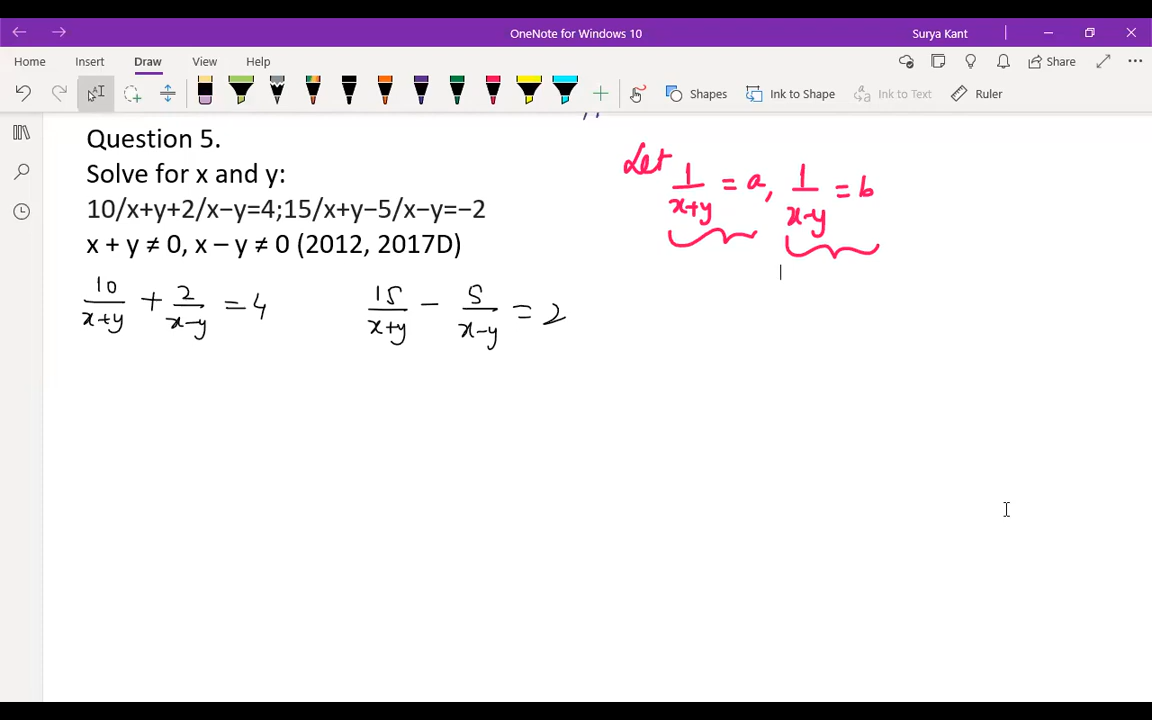 OneNote for Windows 10
Surya Kant
Home Insert Draw View Help
Share
Shapes Ink to Shape Ink to Text Ruler
Question 5.
Solve for x and y:
10/x+y+2/x−y=4;15/x+y−5/x−y=−2
x + y ≠ 0, x – y ≠ 0 (2012, 2017D)
Let 1/x+y = a, 1/x-y = b
10/x+y + 2/x-y = 4
15/x+y - 5/x-y = 2